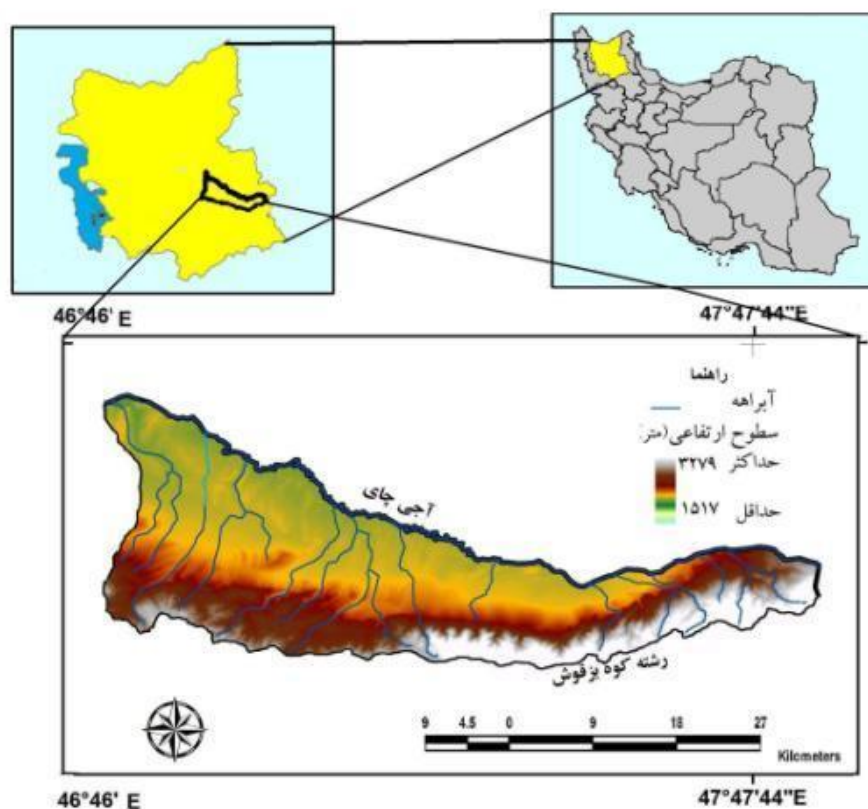 46°46' E
47°47'44"E
راهنما
آبراهه
سطوح ارتفاعی(متر)
حداکثر ۳۲۷۹
حداقل ۱۵۱۷
آجی چای
رشته کوه بزقوش
9 4.5 0 9 18 27
Kilometers
46°46' E
47°47'44"E